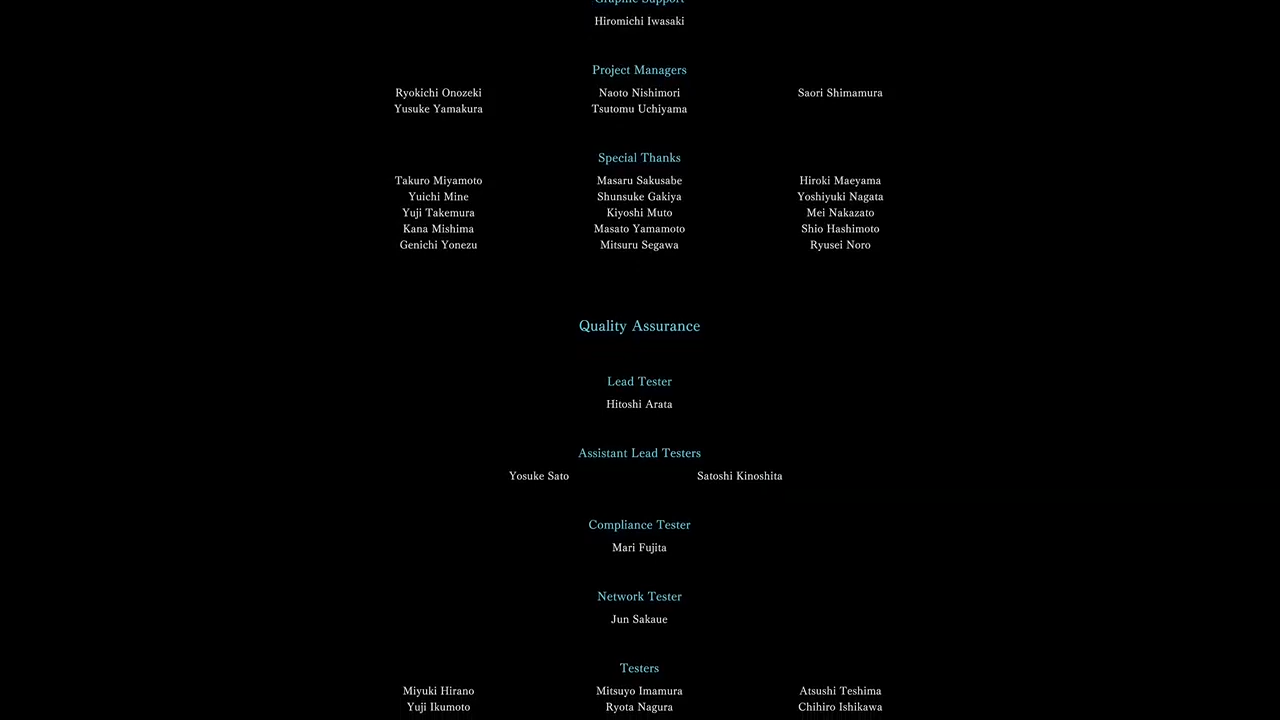 Graphic Support
Hiromichi Iwasaki
Project Managers
Ryokichi Onozeki Naoto Nishimori Saori Shimamura
Yusuke Yamakura Tsutomu Uchiyama
Special Thanks
Takuro Miyamoto Masaru Sakusabe Hiroki Maeyama
Yuichi Mine Shunsuke Gakiya Yoshiyuki Nagata
Yuji Takemura Kiyoshi Muto Mei Nakazato
Kana Mishima Masato Yamamoto Shio Hashimoto
Genichi Yonezu Mitsuru Segawa Ryusei Noro
Quality Assurance
Lead Tester
Hitoshi Arata
Assistant Lead Testers
Yosuke Sato Satoshi Kinoshita
Compliance Tester
Mari Fujita
Network Tester
Jun Sakaue
Testers
Miyuki Hirano Mitsuyo Imamura Atsushi Teshima
Yuji Ikumoto Ryota Nagura Chihiro Ishikawa